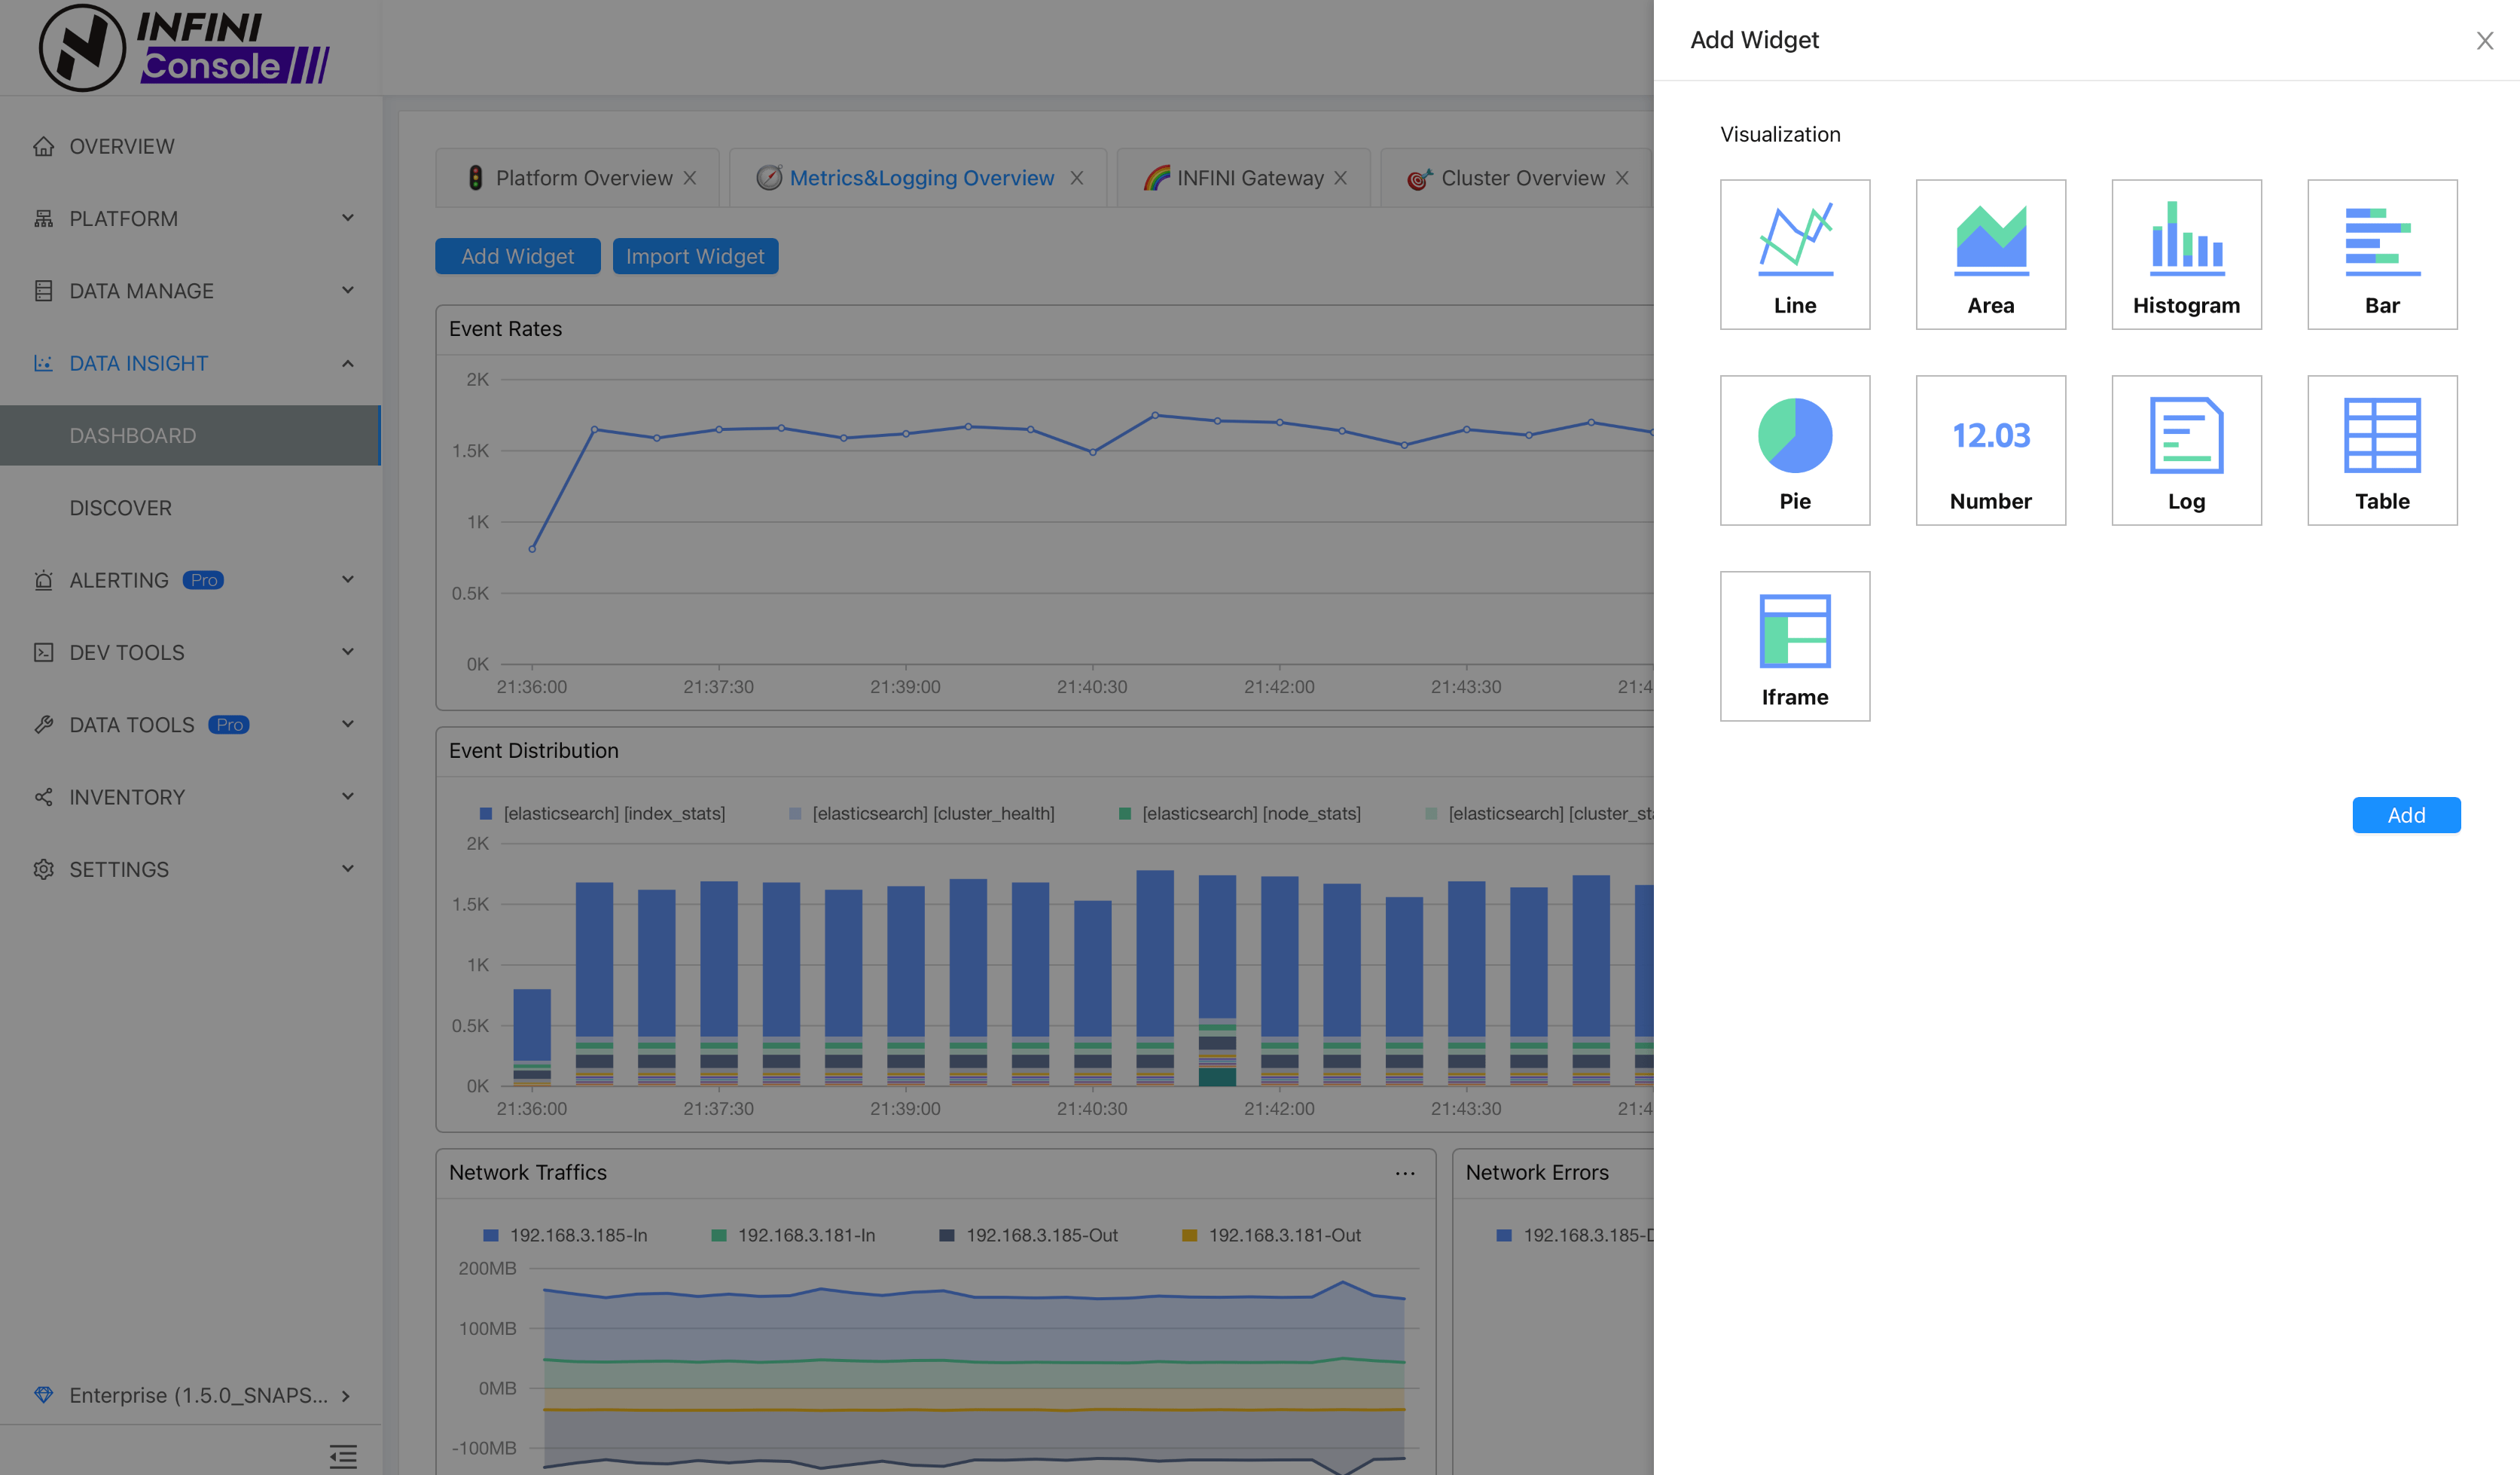 INFINI
Console
OVERVIEW
PLATFORM
DATA MANAGE
DATA INSIGHT
DASHBOARD
DISCOVER
ALERTING Pro
DEV TOOLS
DATA TOOLS Pro
INVENTORY
SETTINGS
Enterprise (1.5.0_SNAPS...
Platform Overview
Metrics&Logging Overview
INFINI Gateway
Cluster Overview
Add Widget
Import Widget
Event Rates
2K
1.5K
1K
0.5K
0K
21:36:00 21:37:30 21:39:00 21:40:30 21:42:00 21:43:30 21:4
Event Distribution
[elasticsearch] [index_stats] [elasticsearch] [cluster_health] [elasticsearch] [node_stats] [elasticsearch] [cluster_sta
2K
1.5K
1K
0.5K
0K
21:36:00 21:37:30 21:39:00 21:40:30 21:42:00 21:43:30 21:4
Network Traffics
192.168.3.185-In 192.168.3.181-In 192.168.3.185-Out 192.168.3.181-Out
200MB
100MB
0MB
-100MB
Network Errors
192.168.3.185-D
Add Widget
Visualization
Line
Area
Histogram
Bar
Pie
12.03
Number
Log
Table
Iframe
Add